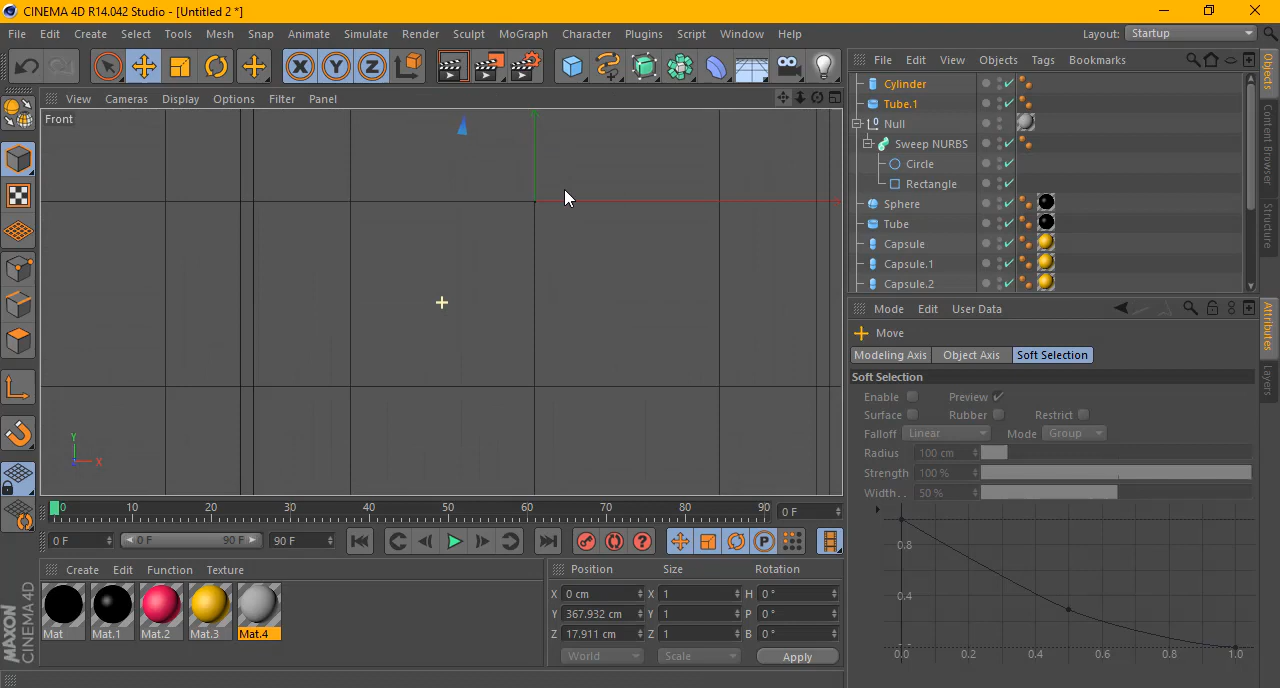 CINEMA 4D R14.042 Studio - [Untitled 2 *]
File Edit Create Select Tools Mesh Snap Animate Simulate Render Sculpt MoGraph Character Plugins Script Window Help Layout: Startup
X Y Z
File Edit View Objects Tags Bookmarks
View Cameras Display Options Filter Panel
Front
Cylinder
Tube.1
Null
Sweep NURBS
Circle
Rectangle
Sphere
Tube
Capsule
Capsule.1
Capsule.2
Objects
Content Browser
Structure
Mode Edit User Data
Move
Modeling Axis Object Axis Soft Selection
Soft Selection
Enable Preview
Surface Rubber Restrict
Falloff Linear Mode Group
Radius 100 cm
Strength 100 %
Width.. 50 %
0.8
0.4
0.0 0.2 0.4 0.6 0.8 1.0
Attributes
Layers
Y
X
0 10 20 30 40 50 60 70 80 90 0 F
0 F 0 F 90 F 90 F
P
Create Edit Function Texture
Mat Mat.1 Mat.2 Mat.3 Mat.4
Position Size Rotation
X 0 cm X 1 H 0 °
Y 367.932 cm Y 1 P 0 °
Z 17.911 cm Z 1 B 0 °
World Scale Apply
MAXON
CINEMA 4D